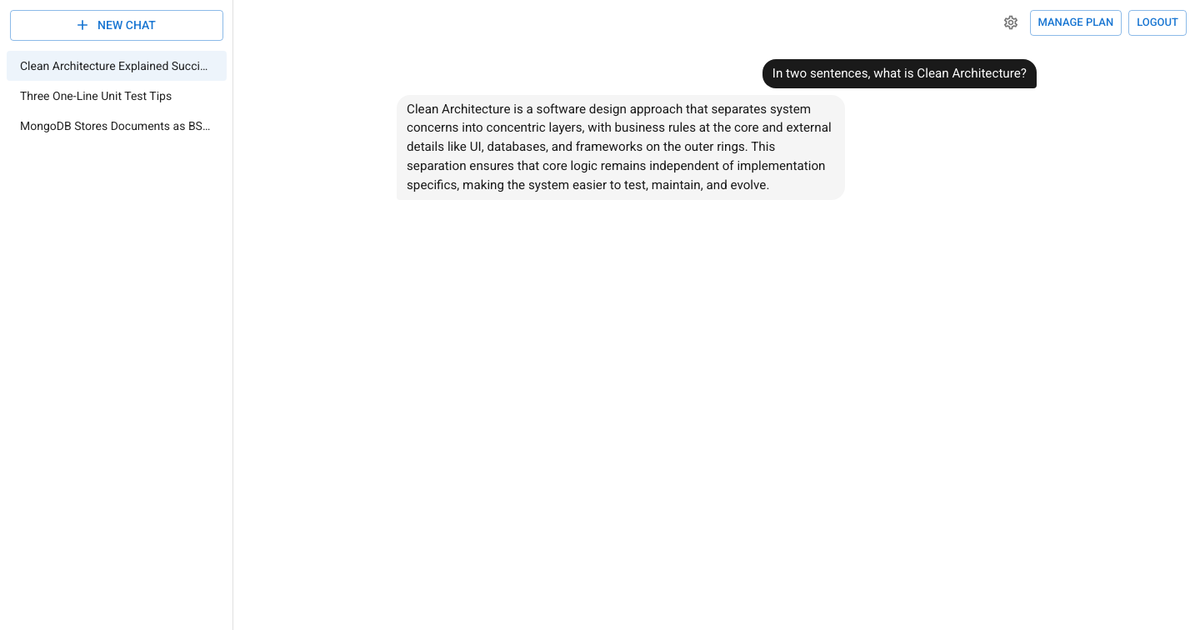 NEW CHAT
Clean Architecture Explained Succi…
Three One-Line Unit Test Tips
MongoDB Stores Documents as BS…
MANAGE PLAN
LOGOUT
In two sentences, what is Clean Architecture?
Clean Architecture is a software design approach that separates system
concerns into concentric layers, with business rules at the core and external
details like UI, databases, and frameworks on the outer rings. This
separation ensures that core logic remains independent of implementation
specifics, making the system easier to test, maintain, and evolve.